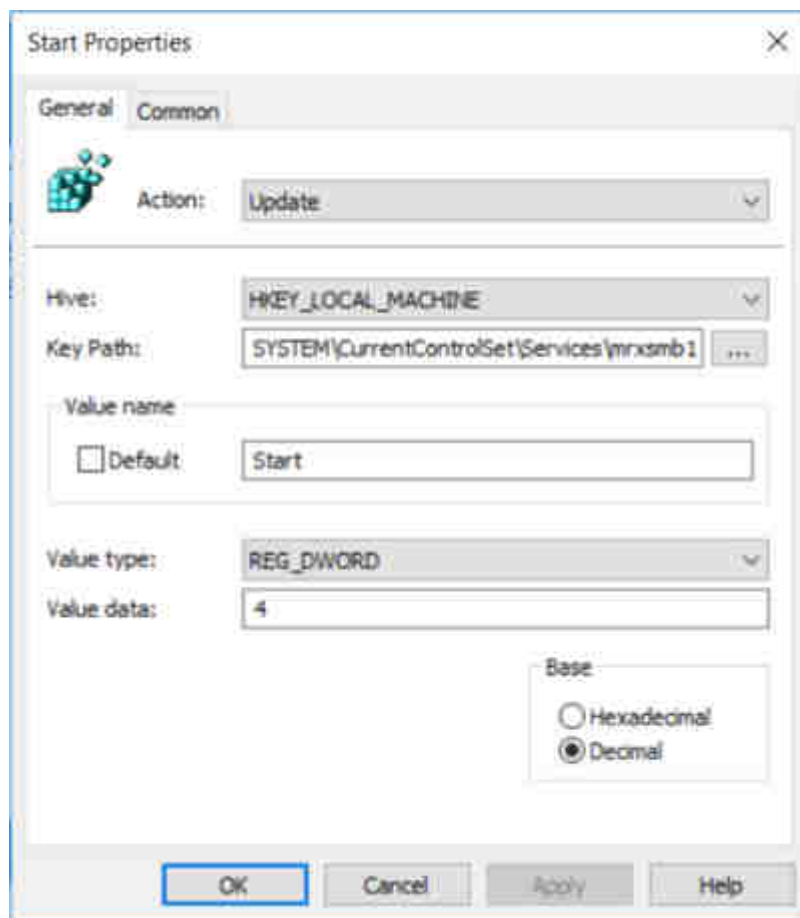 Start Properties
General Common
Action: Update
Hive: HKEY_LOCAL_MACHINE
Key Path: SYSTEM\CurrentControlSet\Services\mrxsmb1 ...
Value name
Default Start
Value type: REG_DWORD
Value data: 4
Base
Hexadecimal
Decimal
OK Cancel Apply Help